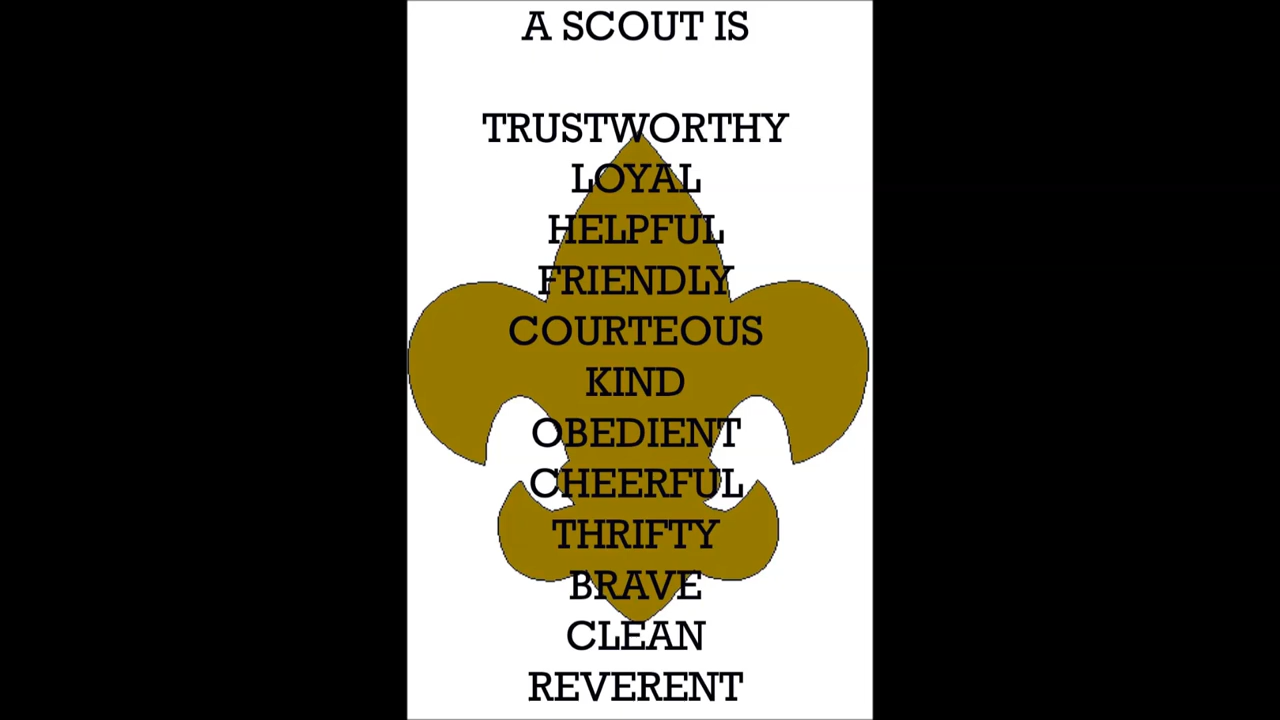 A SCOUT IS
TRUSTWORTHY
LOYAL
HELPFUL
FRIENDLY
COURTEOUS
KIND
OBEDIENT
CHEERFUL
THRIFTY
BRAVE
CLEAN
REVERENT